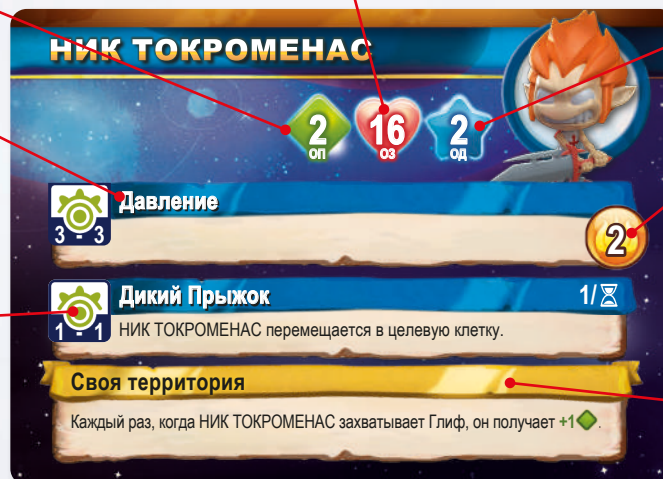 НИК ТОКРОМЕНАС
2 16 2
ОП ОЗ ОД
Давление
3 - 3
2
Дикий Прыжок 1/
1 - 1
НИК ТОКРОМЕНАС перемещается в целевую клетку.
Своя территория
Каждый раз, когда НИК ТОКРОМЕНАС захватывает Глиф, он получает +1.